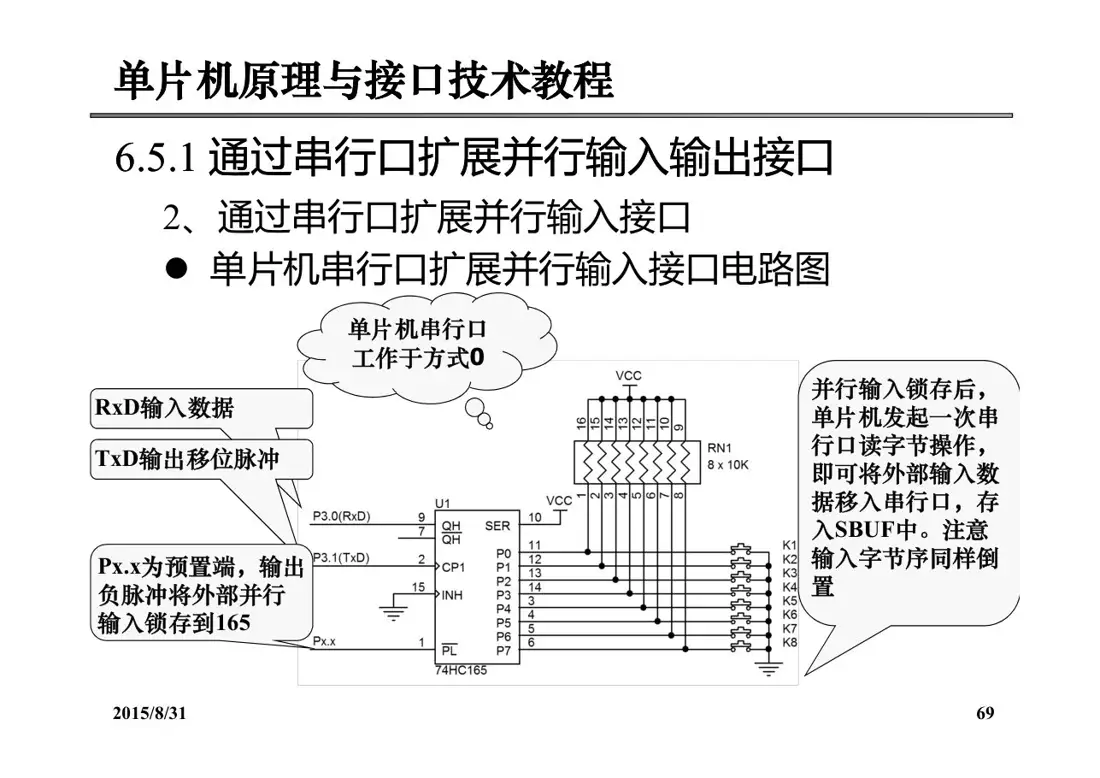 单片机原理与接口技术教程
6.5.1 通过串行口扩展并行输入输出接口
2、通过串行口扩展并行输入接口
● 单片机串行口扩展并行输入接口电路图
单片机串行口
工作于方式0
RxD输入数据
TxD输出移位脉冲
Px.x为预置端，输出
负脉冲将外部并行
输入锁存到165
并行输入锁存后，
单片机发起一次串
行口读字节操作，
即可将外部输入数
据移入串行口，存
入SBUF中。注意
输入字节序同样倒
置
VCC
16 15 14 13 12 11 10 9
RN1
8 x 10K
1 2 3 4 5 6 7 8
U1
VCC
P3.0(RxD) 9 QH SER 10
7 QH
P3.1(TxD) 2 CP1
15 INH
Px.x 1 PL
P0 11 K1
P1 12 K2
P2 13 K3
P3 14 K4
P4 3 K5
P5 4 K6
P6 5 K7
P7 6 K8
74HC165
2015/8/31
69